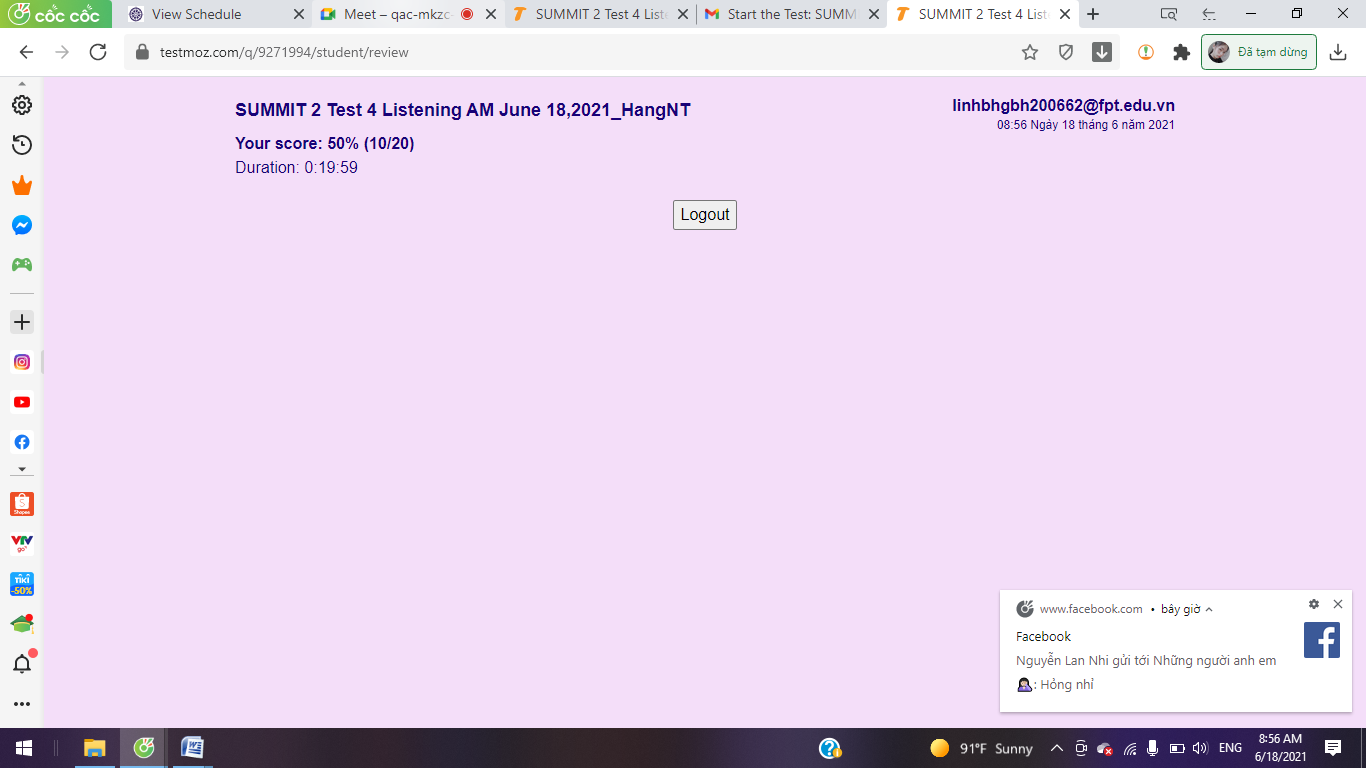 cốc cốc
View Schedule
Meet – qac-mkzc-
SUMMIT 2 Test 4 List
Start the Test: SUMM
SUMMIT 2 Test 4 List
testmoz.com/q/9271994/student/review
Đã tạm dừng
SUMMIT 2 Test 4 Listening AM June 18,2021_HangNT
linhbhgbh200662@fpt.edu.vn
08:56 Ngày 18 tháng 6 năm 2021
Your score: 50% (10/20)
Duration: 0:19:59
Logout
Shopee
VTV
go
TIKI
-50%
www.facebook.com • bây giờ
Facebook
Nguyễn Lan Nhi gửi tới Những người anh em
: Hỏng nhỉ
91°F Sunny
ENG
8:56 AM
6/18/2021